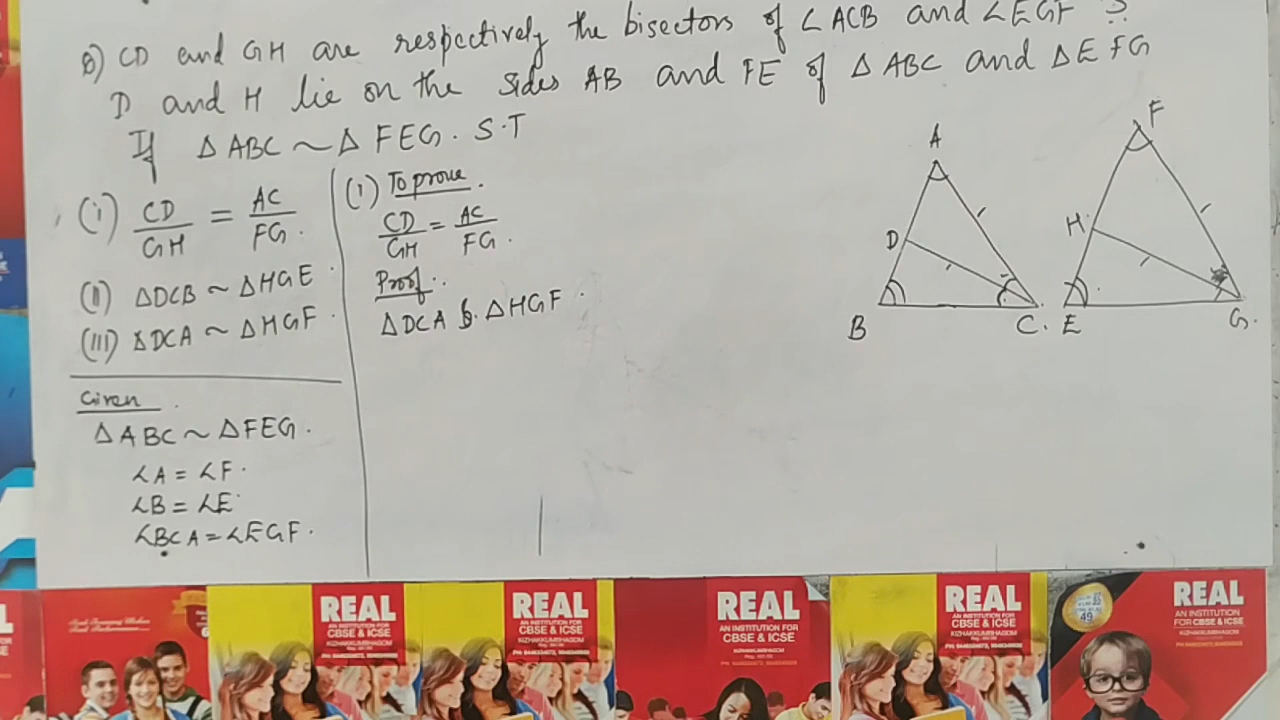 8) CD and GH are respectively the bisectors of ∠ACB and ∠EGF
D and H lie on the sides AB and FE of △ABC and △EFG
If △ABC ~ △FEG. S.T
(i) CD/GH = AC/FG.
(ii) △DCB ~ △HGE
(iii) △DCA ~ △HGF
Given
△ABC ~ △FEG.
∠A = ∠F.
∠B = ∠E
∠BCA = ∠EGF.
(i) To prove.
CD/GH = AC/FG.
Proof:
△DCA & △HGF
A
D
B
C.
F
H
E
G.
REAL
AN INSTITUTION FOR
CBSE & ICSE
KIZHAKKUMBHAGOM
REAL
AN INSTITUTION FOR
CBSE & ICSE
KIZHAKKUMBHAGOM
REAL
AN INSTITUTION FOR
CBSE & ICSE
REAL
AN INSTITUTION FOR
CBSE & ICSE
KIZHAKKUMBHAGOM
REAL
AN INSTITUTION
FOR CBSE & ICSE
49